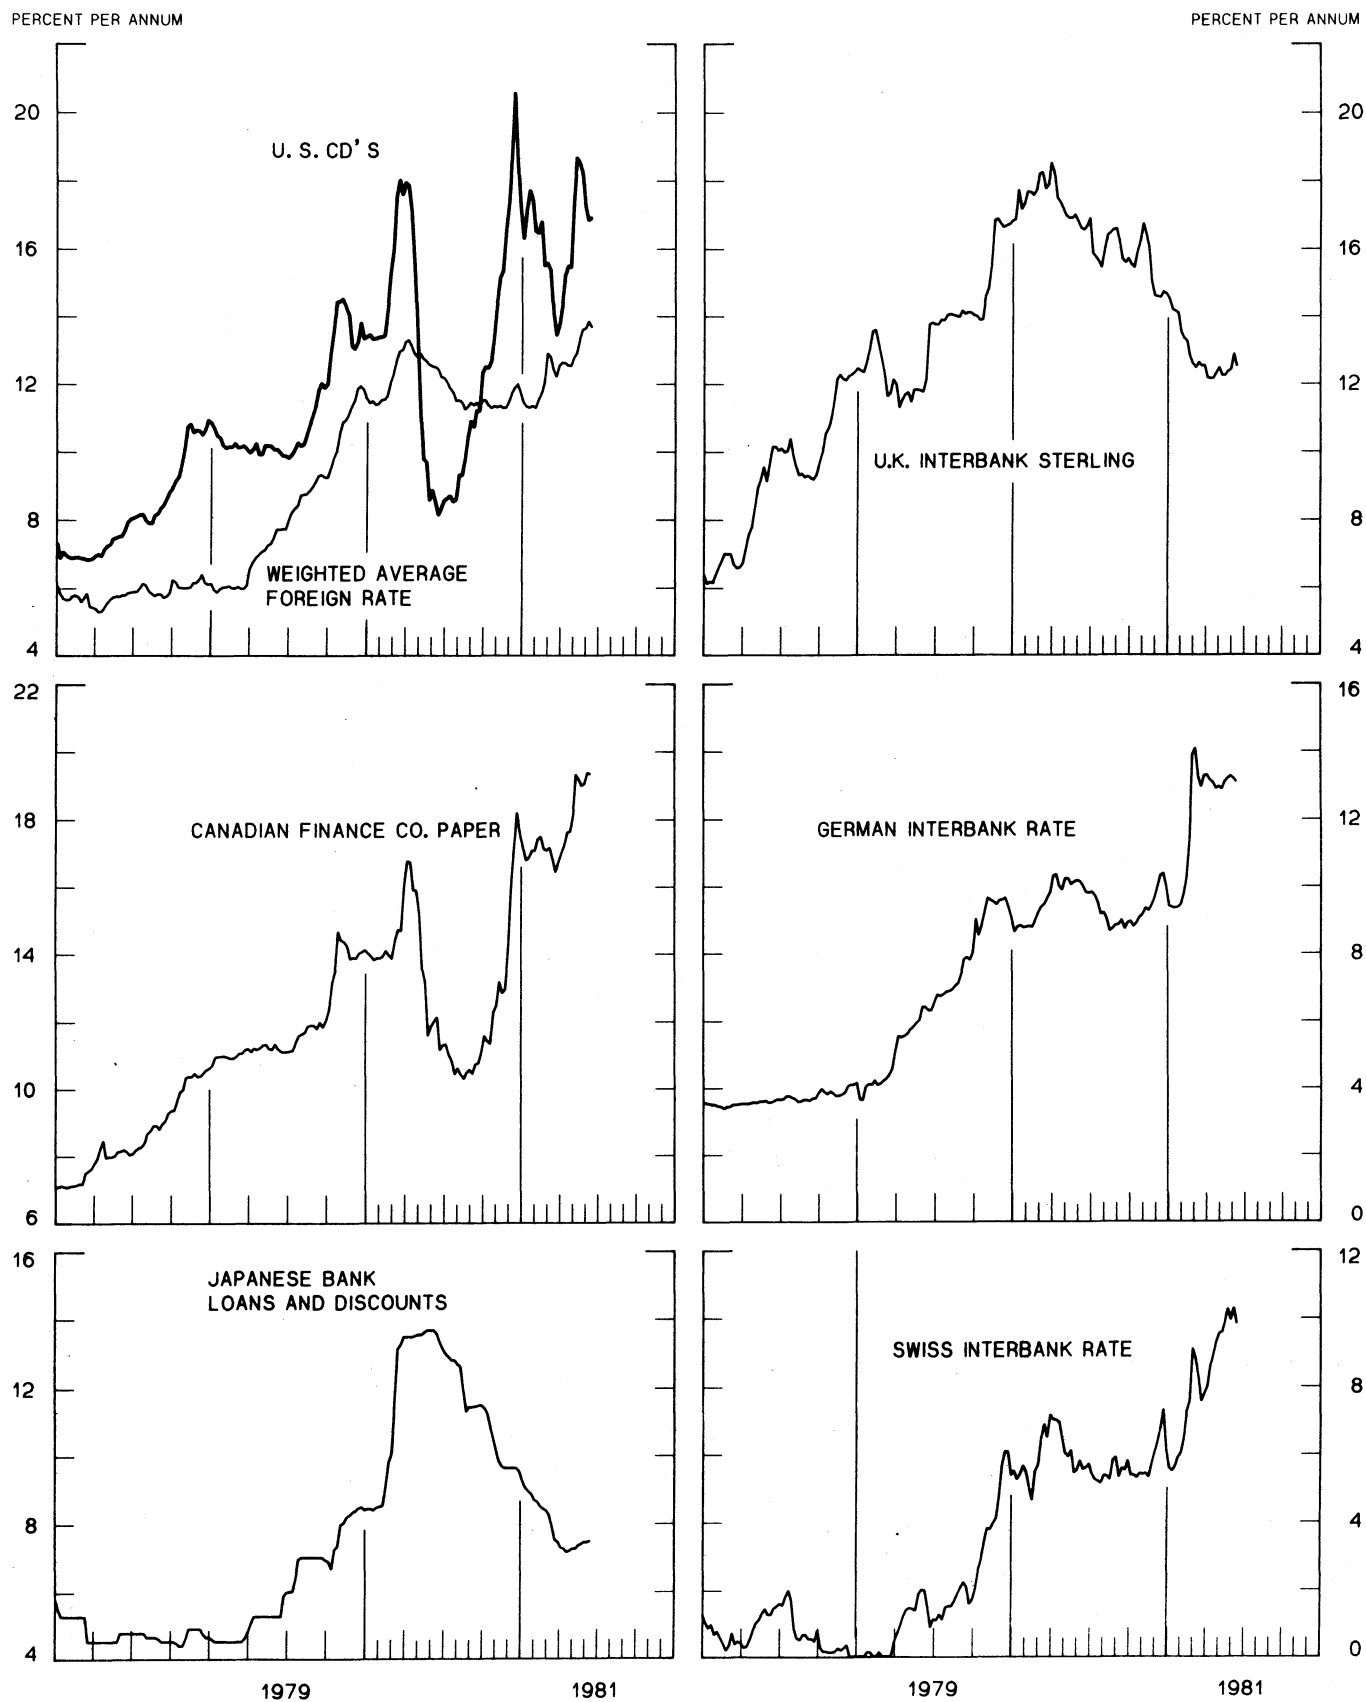 PERCENT PER ANNUM
PERCENT PER ANNUM
20
16
12
8
4
U. S. CD' S
WEIGHTED AVERAGE
FOREIGN RATE
20
16
12
8
4
U.K. INTERBANK STERLING
22
18
14
10
6
CANADIAN FINANCE CO. PAPER
16
12
8
4
0
GERMAN INTERBANK RATE
16
12
8
4
JAPANESE BANK
LOANS AND DISCOUNTS
1979
1981
12
8
4
0
SWISS INTERBANK RATE
1979
1981